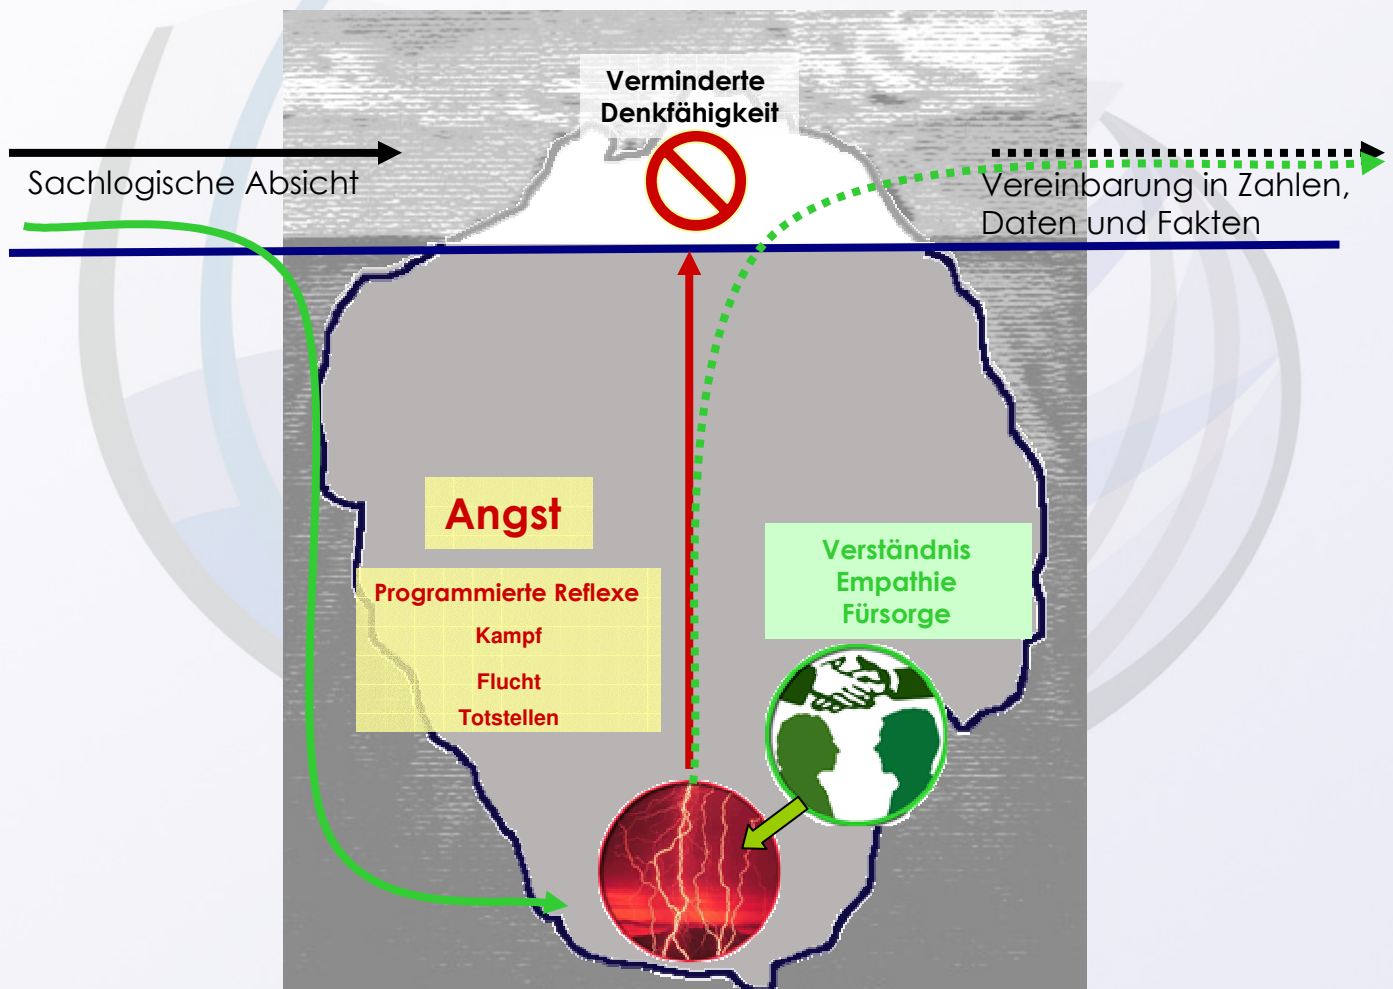 Verminderte
Denkfähigkeit
Sachlogische Absicht
Vereinbarung in Zahlen,
Daten und Fakten
Angst
Programmierte Reflexe
Kampf
Flucht
Totstellen
Verständnis
Empathie
Fürsorge